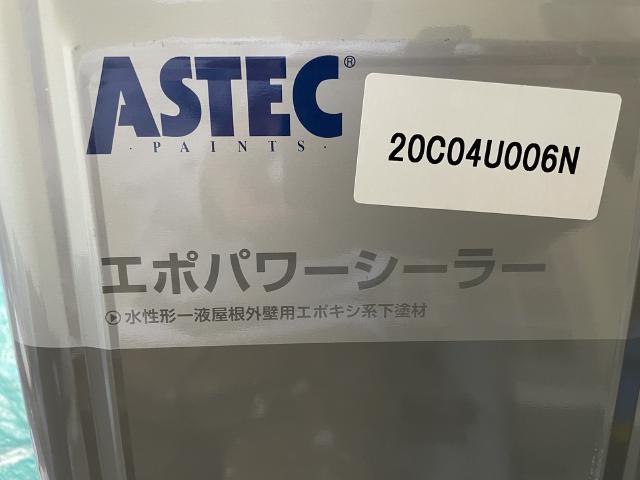 ASTEC®
· PAINTS ·
20C04U006N
エポパワーシーラー
水性形一液屋根外壁用エポキシ系下塗材